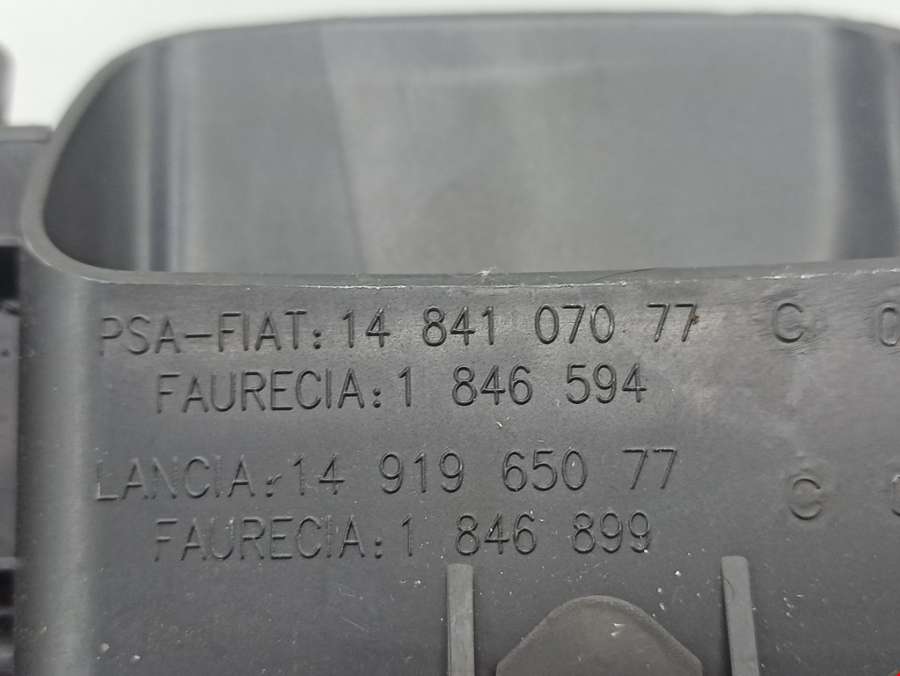 PSA-FIAT: 14 841 070 77 C 0
FAURECIA: 1 846 594
LANCIA: 14 919 650 77 C
FAURECIA: 1 846 899